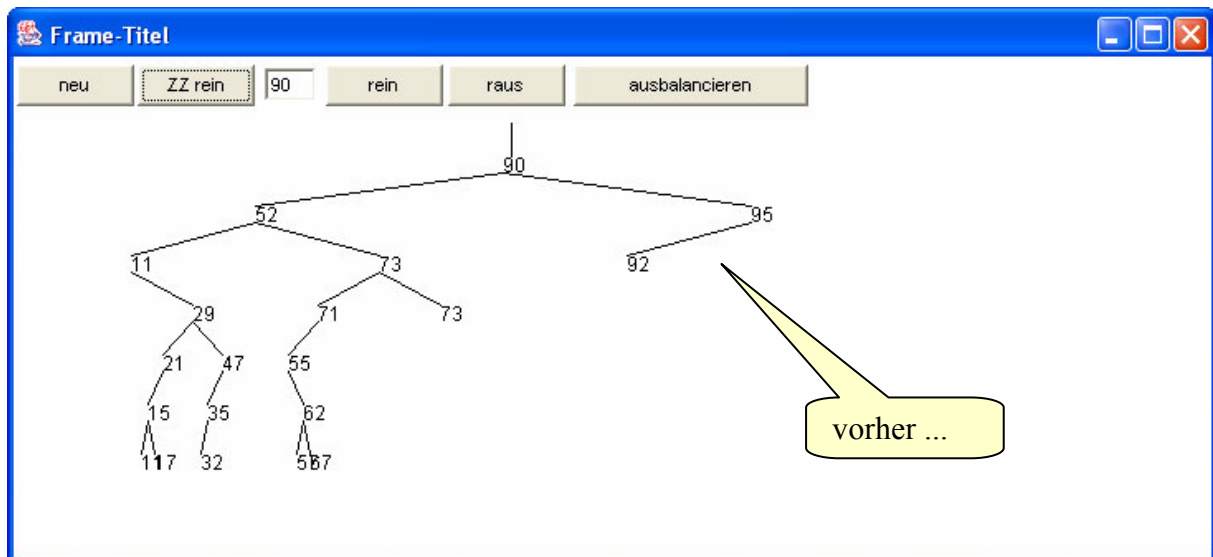 Frame-Titel
neu ZZ rein 90 rein raus ausbalancieren
90
52 95
11 73 92
29 71 73
21 47 55
15 35 62
32
vorher ...